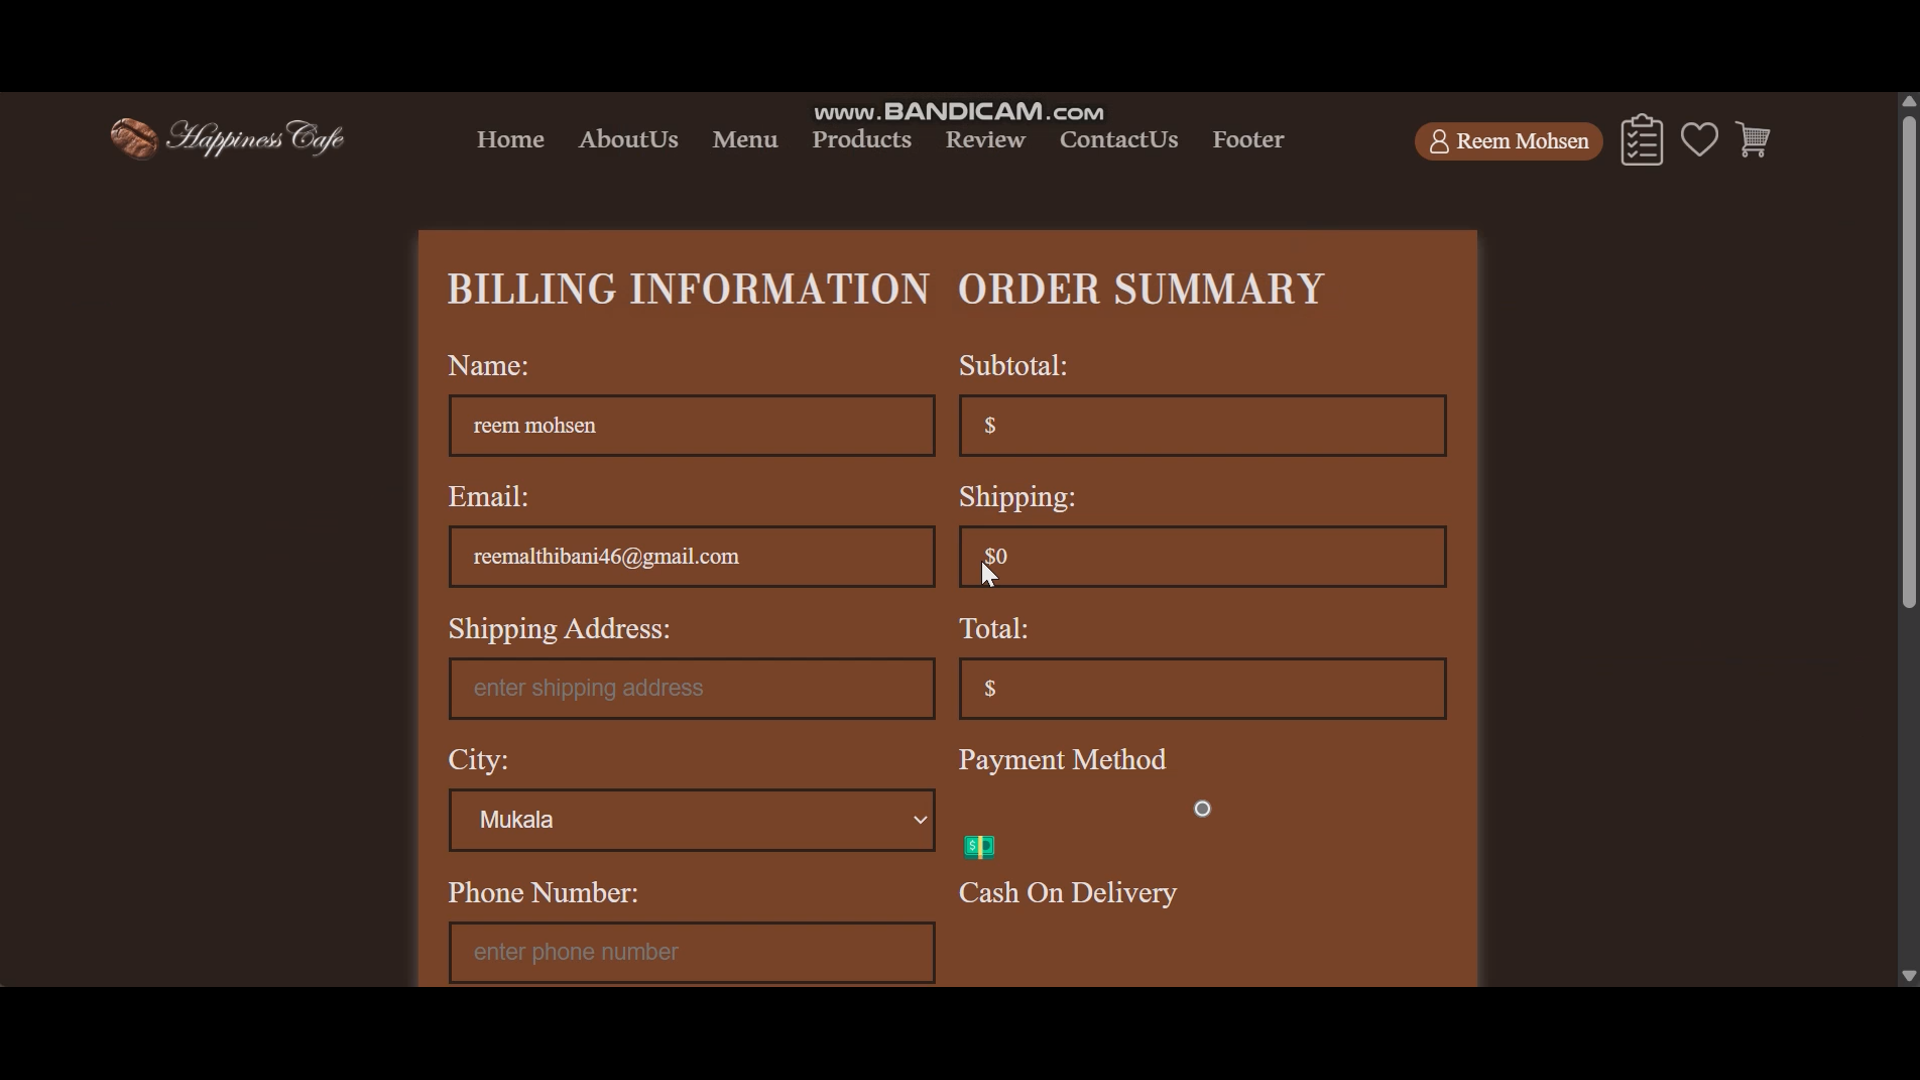 www.BANDICAM.com
Happiness Cafe
Home AboutUs Menu Products Review ContactUs Footer
Reem Mohsen
BILLING INFORMATION
Name:
reem mohsen
Email:
reemalthibani46@gmail.com
Shipping Address:
enter shipping address
City:
Mukala
Phone Number:
enter phone number
ORDER SUMMARY
Subtotal:
$
Shipping:
$0
Total:
$
Payment Method
Cash On Delivery